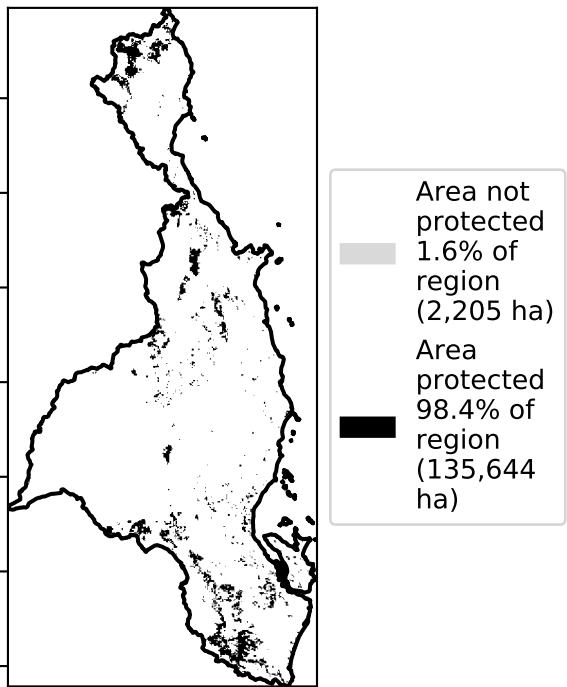 Area not
protected
1.6% of
region
(2,205 ha)
Area
protected
98.4% of
region
(135,644
ha)